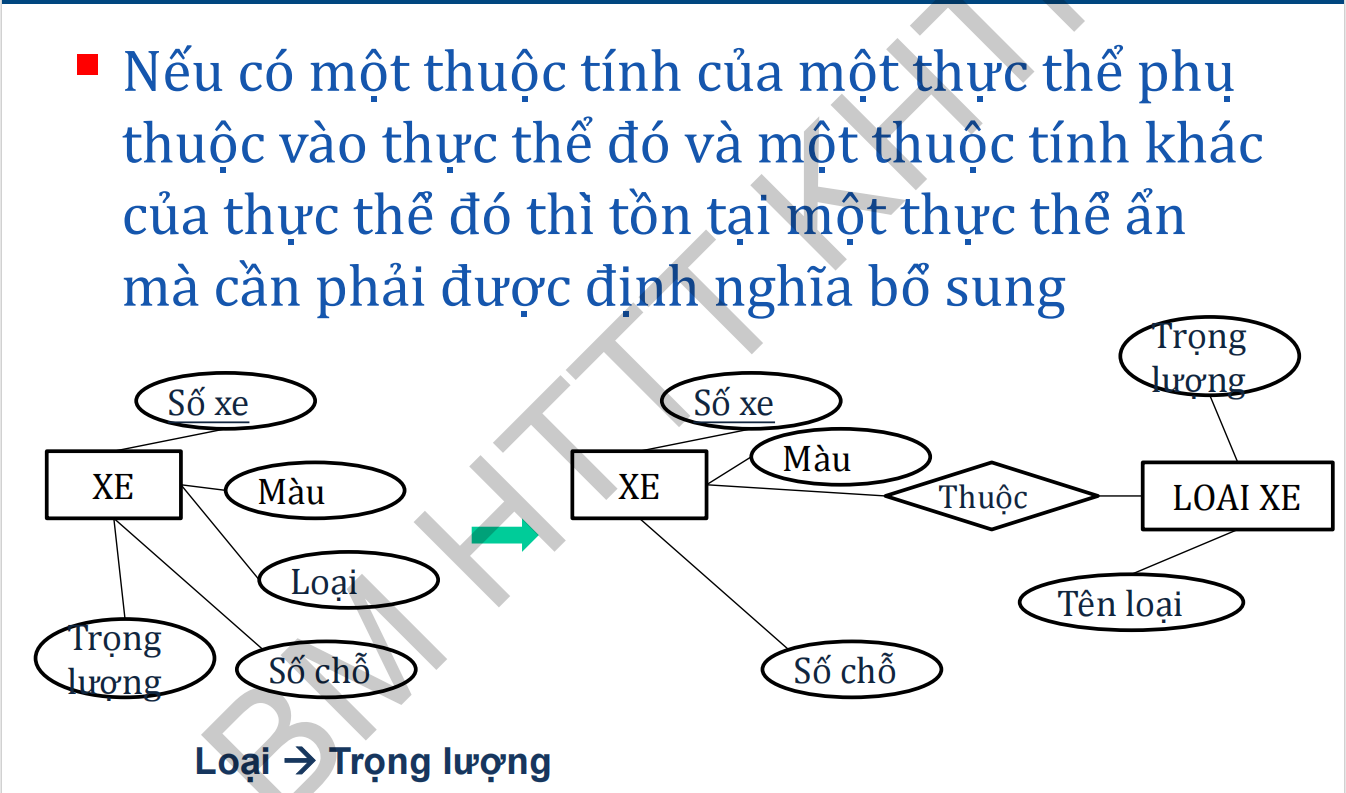 Nếu có một thuộc tính của một thực thể phụ
thuộc vào thực thể đó và một thuộc tính khác
của thực thể đó thì tồn tại một thực thể ẩn
mà cần phải được định nghĩa bổ sung
Số xe
XE
Màu
Loại
Trọng
lượng
Số chỗ
Số xe
XE
Màu
Thuộc
Trọng
lượng
LOAI XE
Tên loại
Số chỗ
Loại → Trọng lượng
BM HTTT KHTN